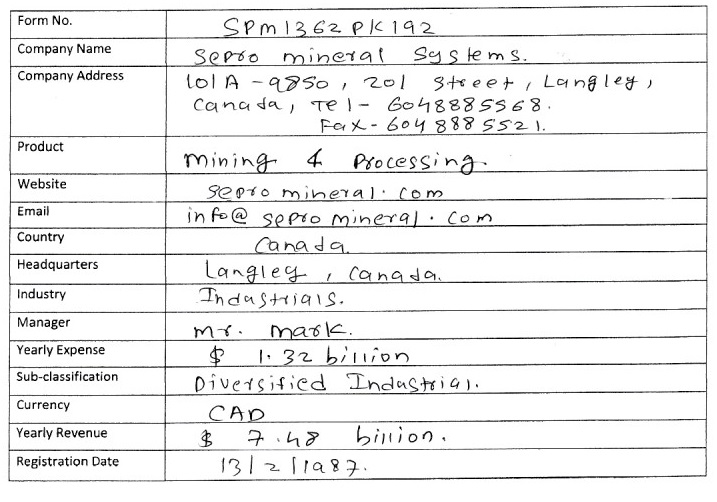 Form No. SPM1362PK192
Company Name Sepro mineral Systems.
Company Address 101A - 9850, 201 Street, Langley,
Canada, Tel - 6048885568.
Fax - 604 888 5521.
Product Mining & Processing.
Website sepro mineral. com
Email info@ sepro mineral. com
Country Canada.
Headquarters Langley, Canada.
Industry Industrials.
Manager Mr. Mark.
Yearly Expense $ 1.32 billion
Sub-classification Diversified Industrial.
Currency CAD
Yearly Revenue $ 7.48 billion.
Registration Date 13/2/1987.